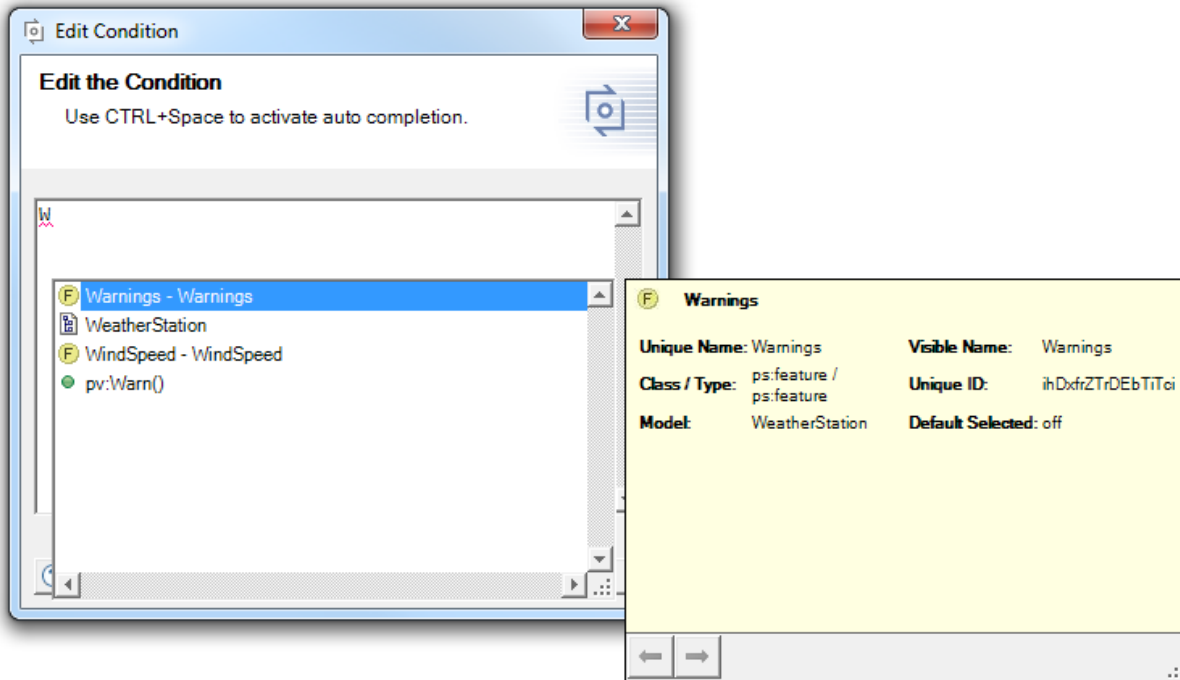 Edit Condition
Edit the Condition
Use CTRL+Space to activate auto completion.
W
F Warnings - Warnings
WeatherStation
F WindSpeed - WindSpeed
pv:Warn()
F Warnings
Unique Name: Warnings Visible Name: Warnings
Class / Type: ps:feature / ps:feature Unique ID: ihDxfrZTrDEbTiTci
Model: WeatherStation Default Selected: off